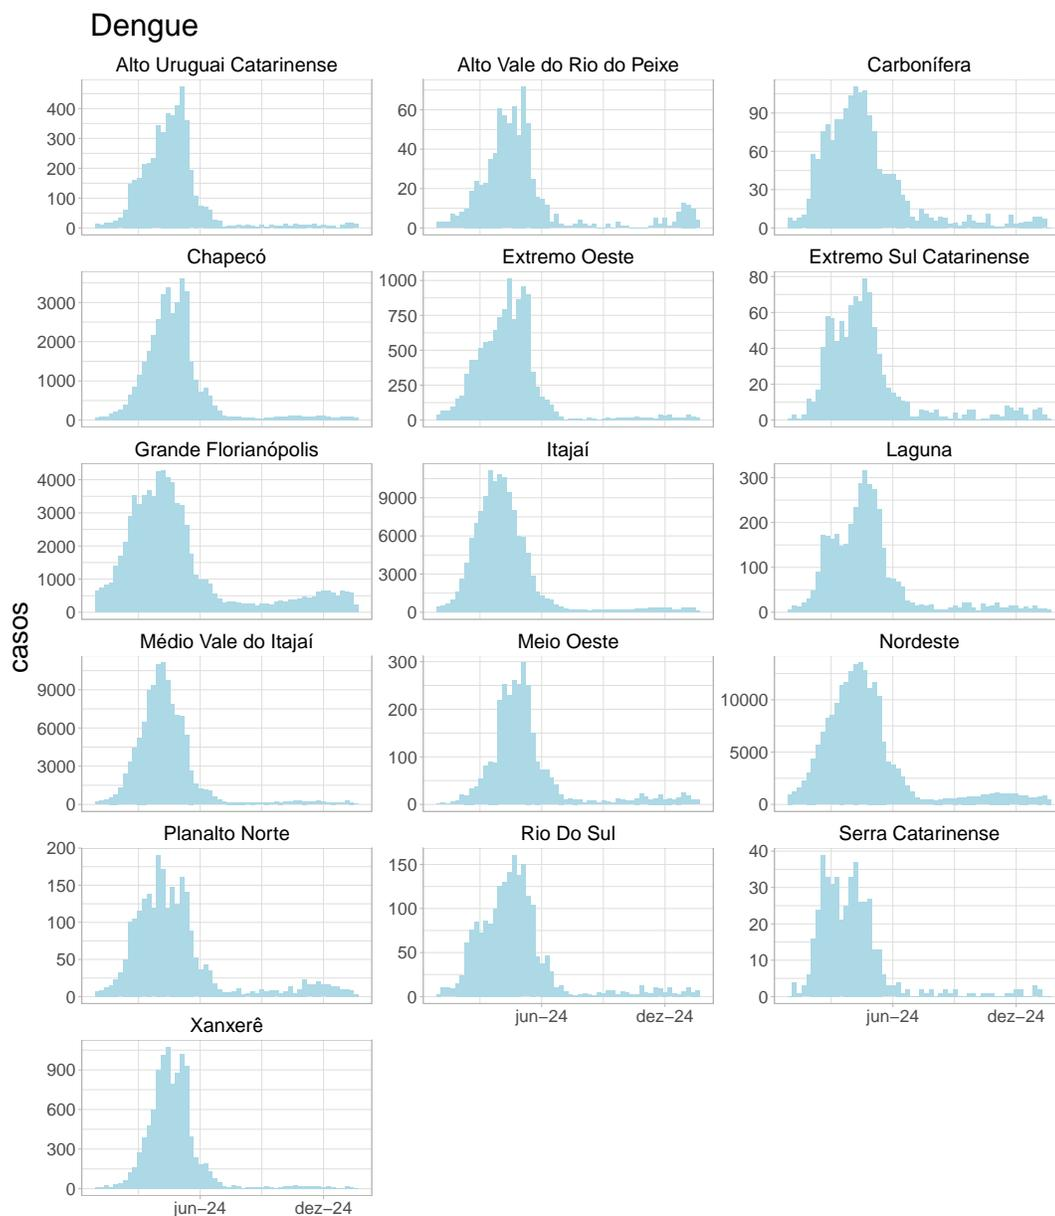 Dengue
Alto Uruguai Catarinense
Alto Vale do Rio do Peixe
Carbonífera
400
300
200
100
0
60
40
20
0
90
60
30
0
Chapecó
Extremo Oeste
Extremo Sul Catarinense
3000
2000
1000
0
1000
750
500
250
0
80
60
40
20
0
Grande Florianópolis
Itajaí
Laguna
4000
3000
2000
1000
0
9000
6000
3000
0
300
200
100
0
casos
Médio Vale do Itajaí
Meio Oeste
Nordeste
9000
6000
3000
0
300
200
100
0
10000
5000
0
Planalto Norte
Rio Do Sul
Serra Catarinense
200
150
100
50
0
150
100
50
0
40
30
20
10
0
jun–24
dez–24
jun–24
dez–24
Xanxerê
900
600
300
0
jun–24
dez–24